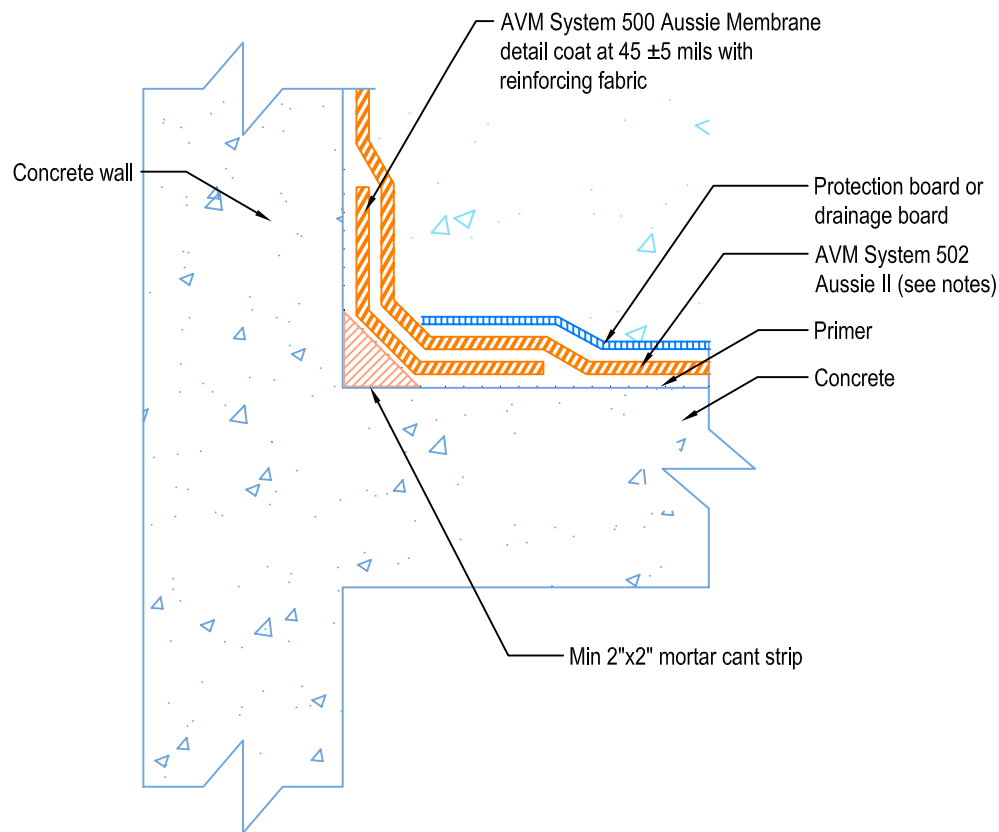 AVM System 500 Aussie Membrane
detail coat at 45 ±5 mils with
reinforcing fabric
Concrete wall
Protection board or
drainage board
AVM System 502
Aussie II (see notes)
Primer
Concrete
Min 2"x2" mortar cant strip